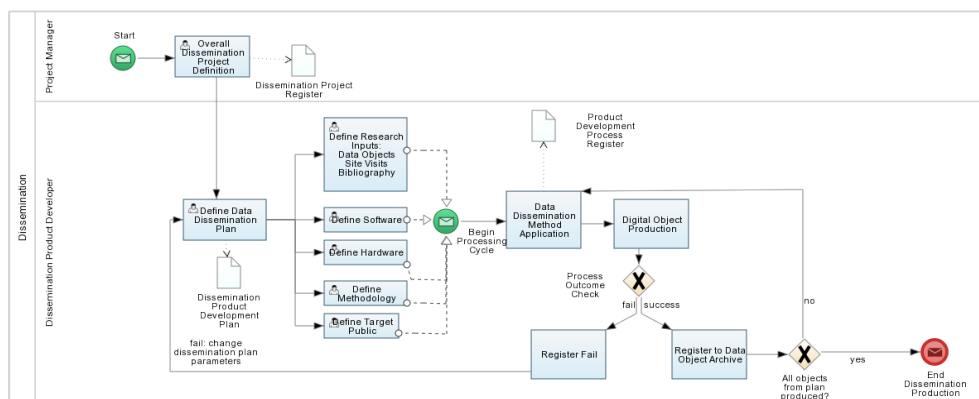 Dissemination
Project Manager
Start
Overall
Dissemination
Project
Definition
Dissemination Project
Register
Dissemination Product Developer
Define Data
Dissemination
Plan
Dissemination
Product
Development
Plan
fail: change
dissemination plan
parameters
Define Research
Inputs:
Data Objects
Site Visits
Bibliography
Define Software
Define Hardware
Define
Methodology
Define Target
Public
Begin
Processing
Cycle
Product
Development
Process
Register
Data
Dissemination
Method
Application
Digital Object
Production
Process
Outcome
Check
fail
success
Register Fail
Register to Data
Object Archive
All objects
from plan
produced?
no
yes
End
Dissemination
Production